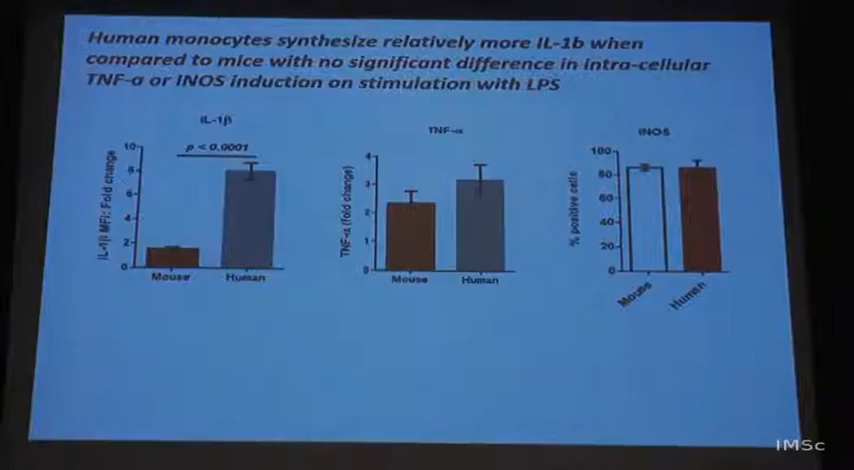 Human monocytes synthesize relatively more IL-1b when
compared to mice with no significant difference in intra-cellular
TNF-α or INOS induction on stimulation with LPS
IL-1β
p < 0.0001
IL-1β MFI: Fold change
10
8
6
4
2
0
Mouse
Human
TNF-α
TNF-α (fold change)
4
3
2
1
0
Mouse
Human
iNOS
% positive cells
100
80
60
40
20
0
Mouse
Human
IMSc